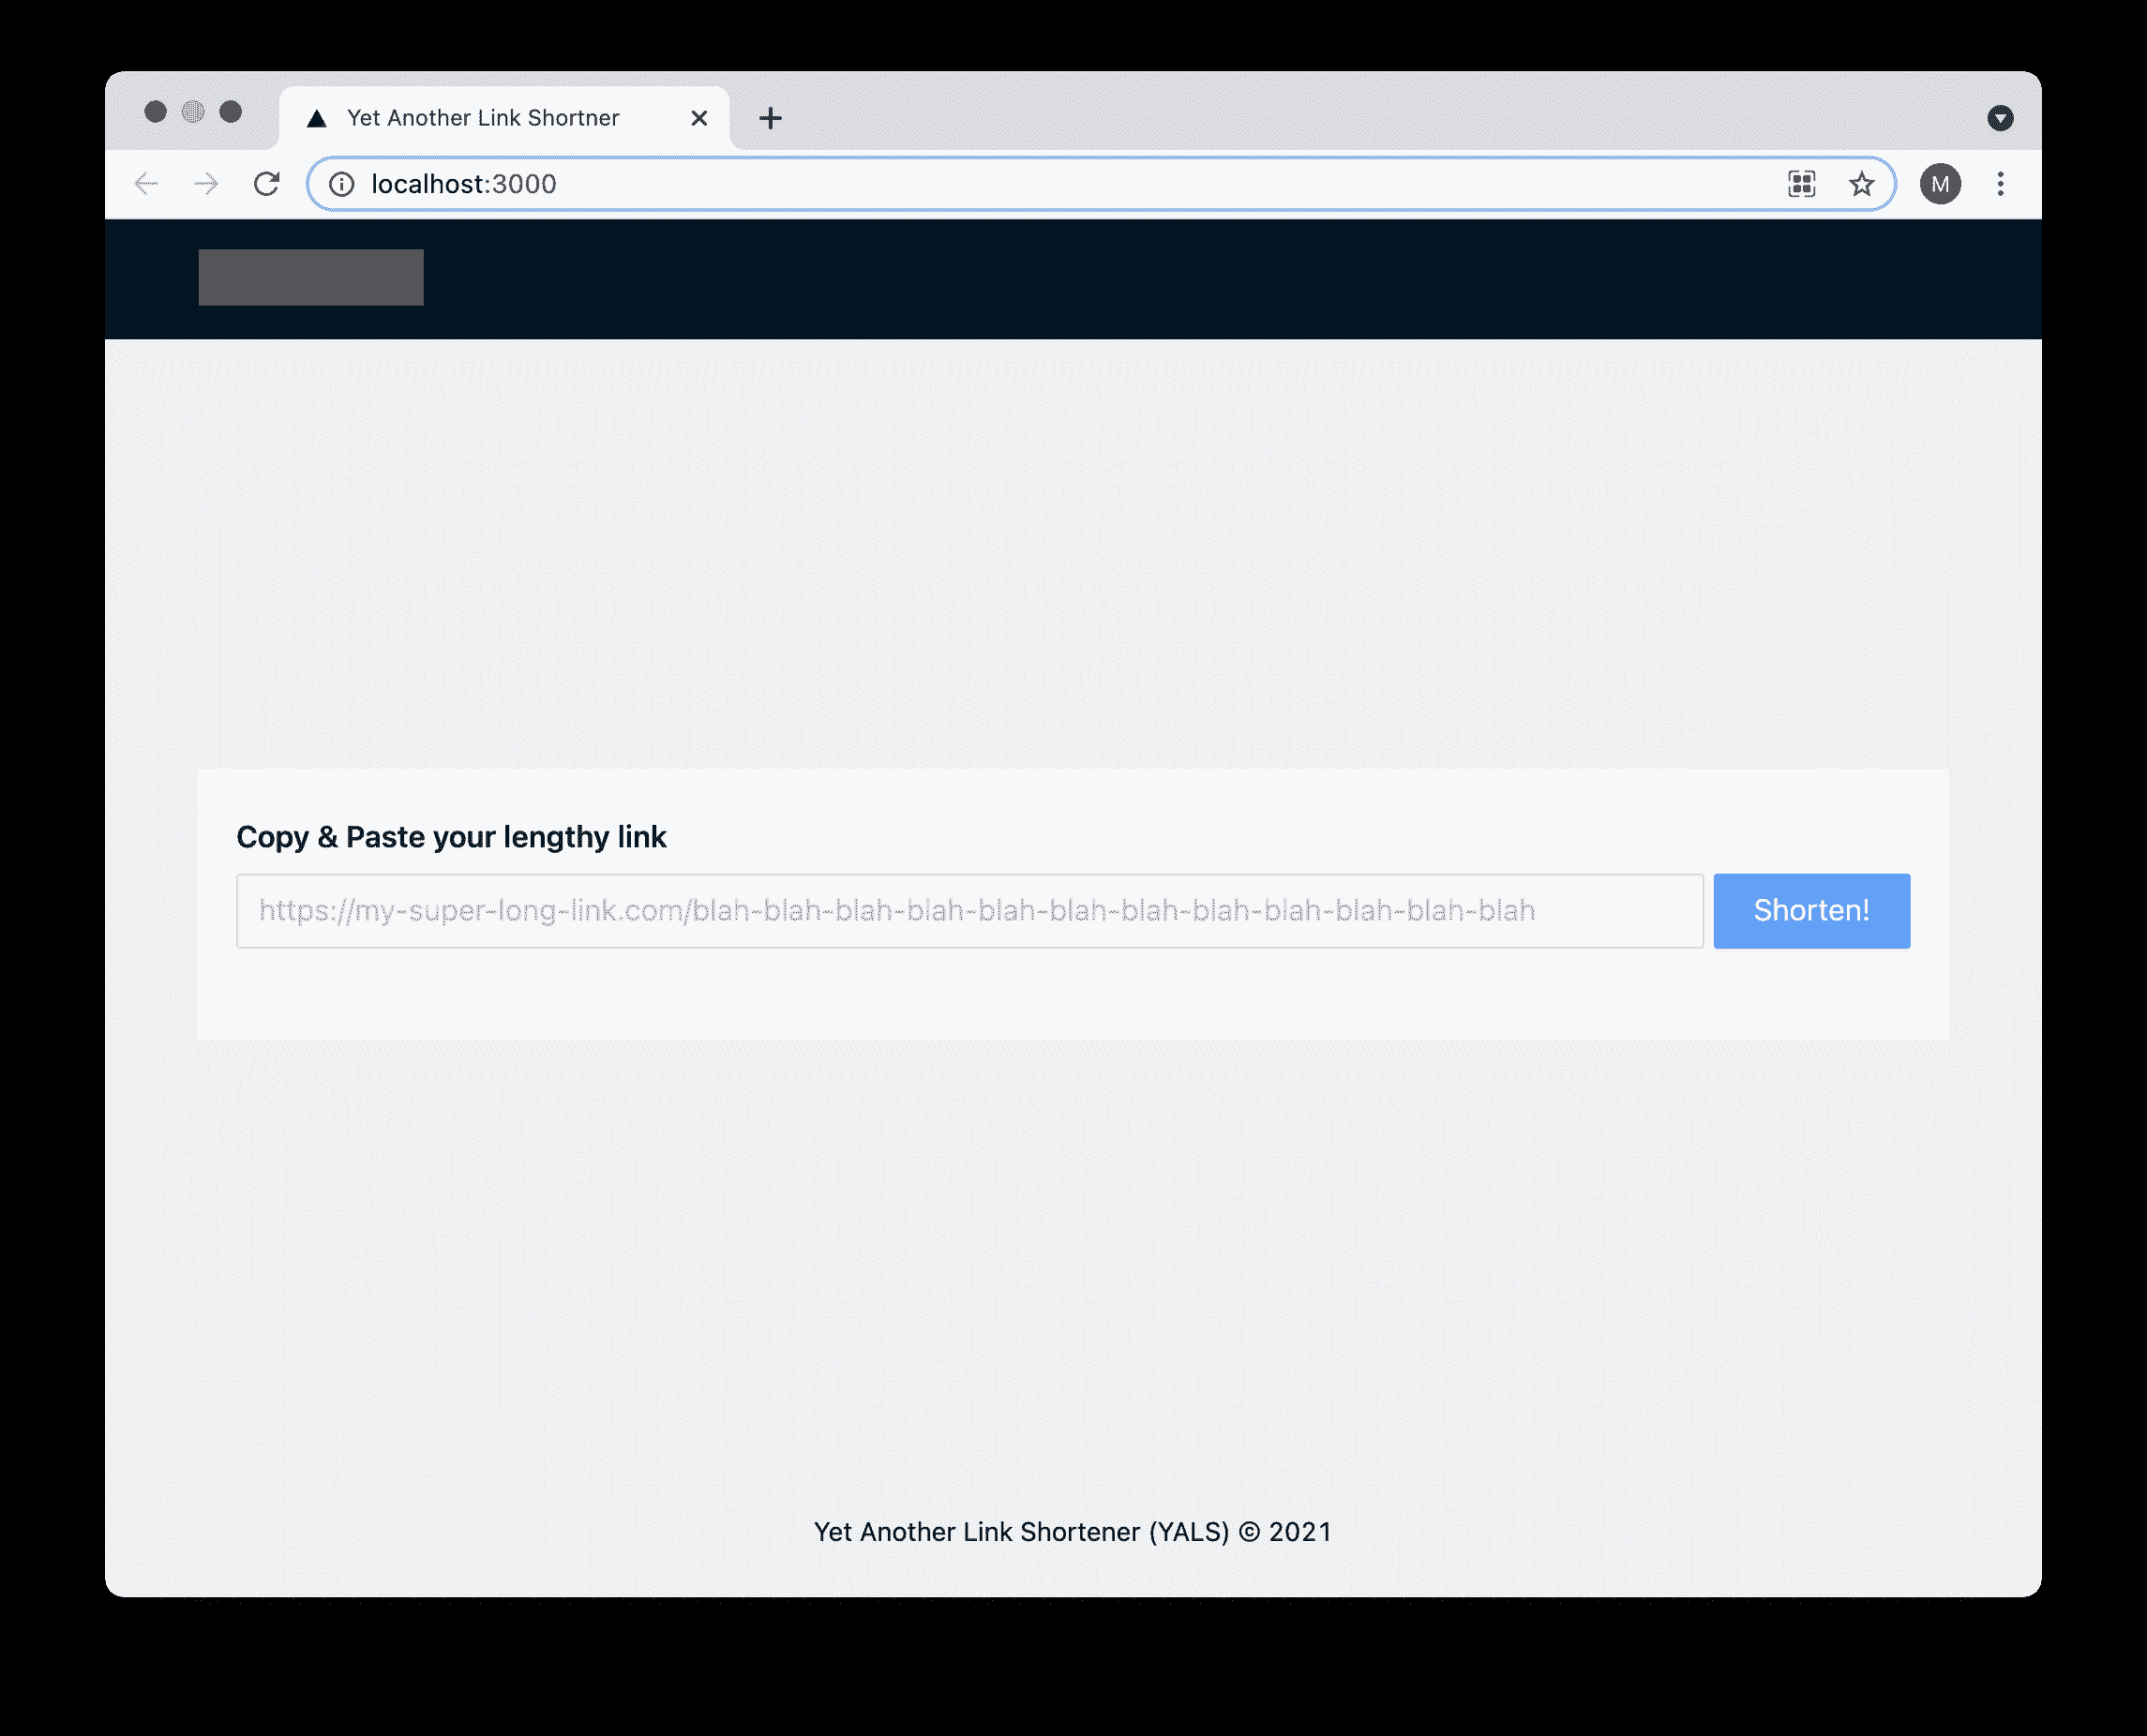 Yet Another Link Shortner
localhost:3000
M
Copy & Paste your lengthy link
https://my-super-long-link.com/blah-blah-blah-blah-blah-blah-blah-blah-blah-blah-blah-blah
Shorten!
Yet Another Link Shortener (YALS) © 2021